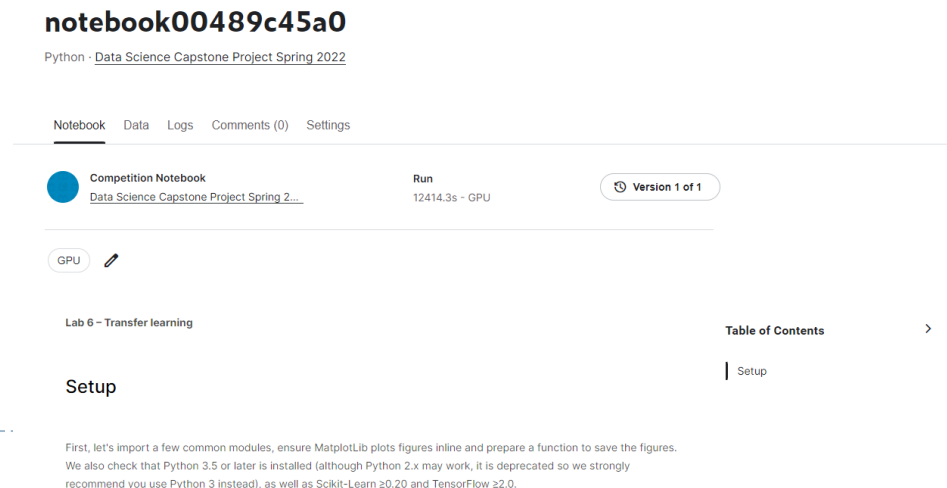 notebook00489c45a0
Python · Data Science Capstone Project Spring 2022
Notebook Data Logs Comments (0) Settings
Competition Notebook
Data Science Capstone Project Spring 2...
Run
12414.3s - GPU
Version 1 of 1
GPU
Lab 6 – Transfer learning
Table of Contents
Setup
Setup
First, let's import a few common modules, ensure MatplotLib plots figures inline and prepare a function to save the figures.
We also check that Python 3.5 or later is installed (although Python 2.x may work, it is deprecated so we strongly
recommend you use Python 3 instead), as well as Scikit-Learn ≥0.20 and TensorFlow ≥2.0.